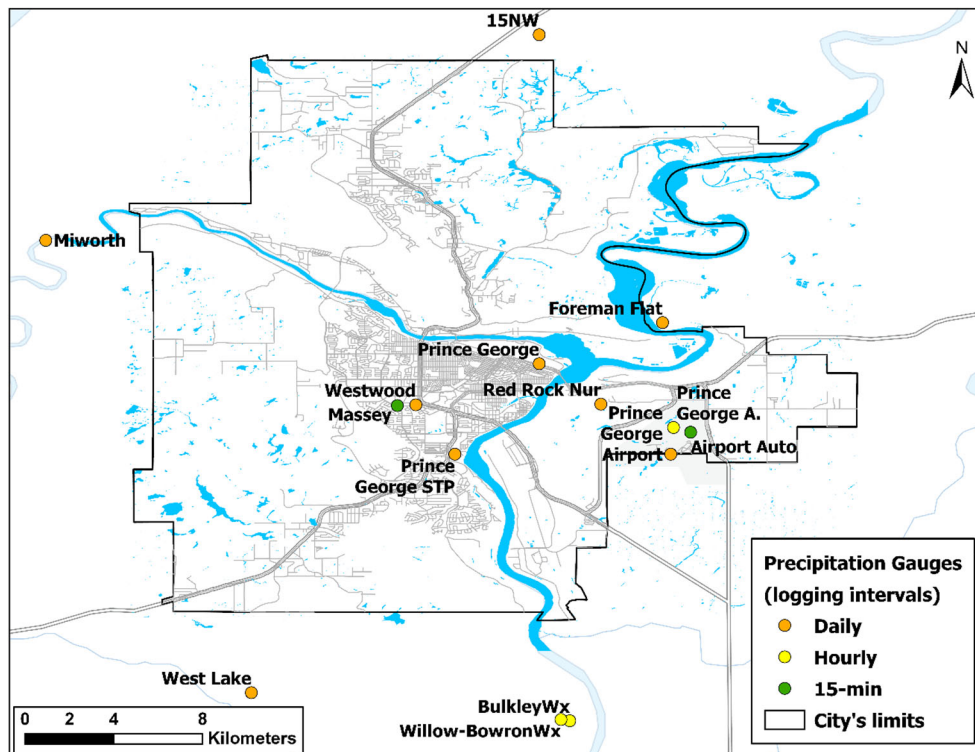 15NW
N
Miworth
Foreman Flat
Prince George
Red Rock Nur
Westwood
Massey
Prince
George A.
Prince
George
Airport
Airport Auto
Prince
George STP
West Lake
BulkleyWx
Willow-BowronWx
0 2 4 8
Kilometers
Precipitation Gauges
(logging intervals)
Daily
Hourly
15-min
City's limits